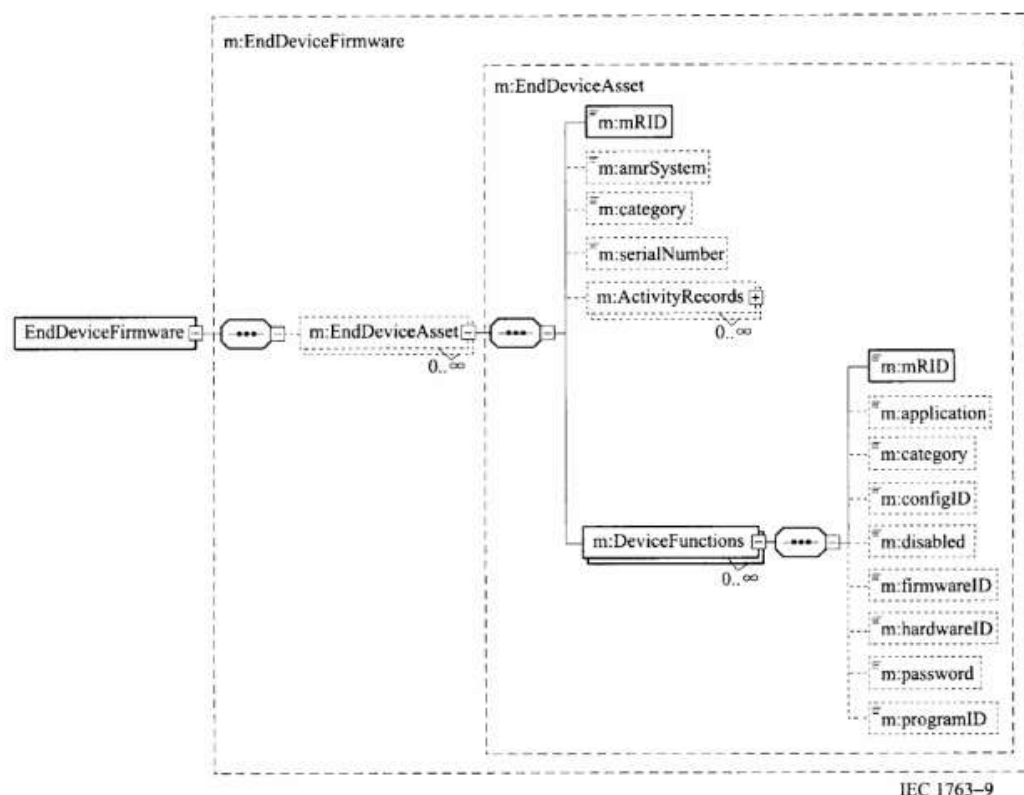 m:EndDeviceFirmware
m:EndDeviceAsset
m:mRID
m:amrSystem
m:category
m:serialNumber
m:ActivityRecords
0..∞
EndDeviceFirmware
m:EndDeviceAsset
0..∞
m:mRID
m:application
m:category
m:configID
m:DeviceFunctions
0..∞
m:disabled
m:firmwareID
m:hardwareID
m:password
m:programID
IEC 1763–9